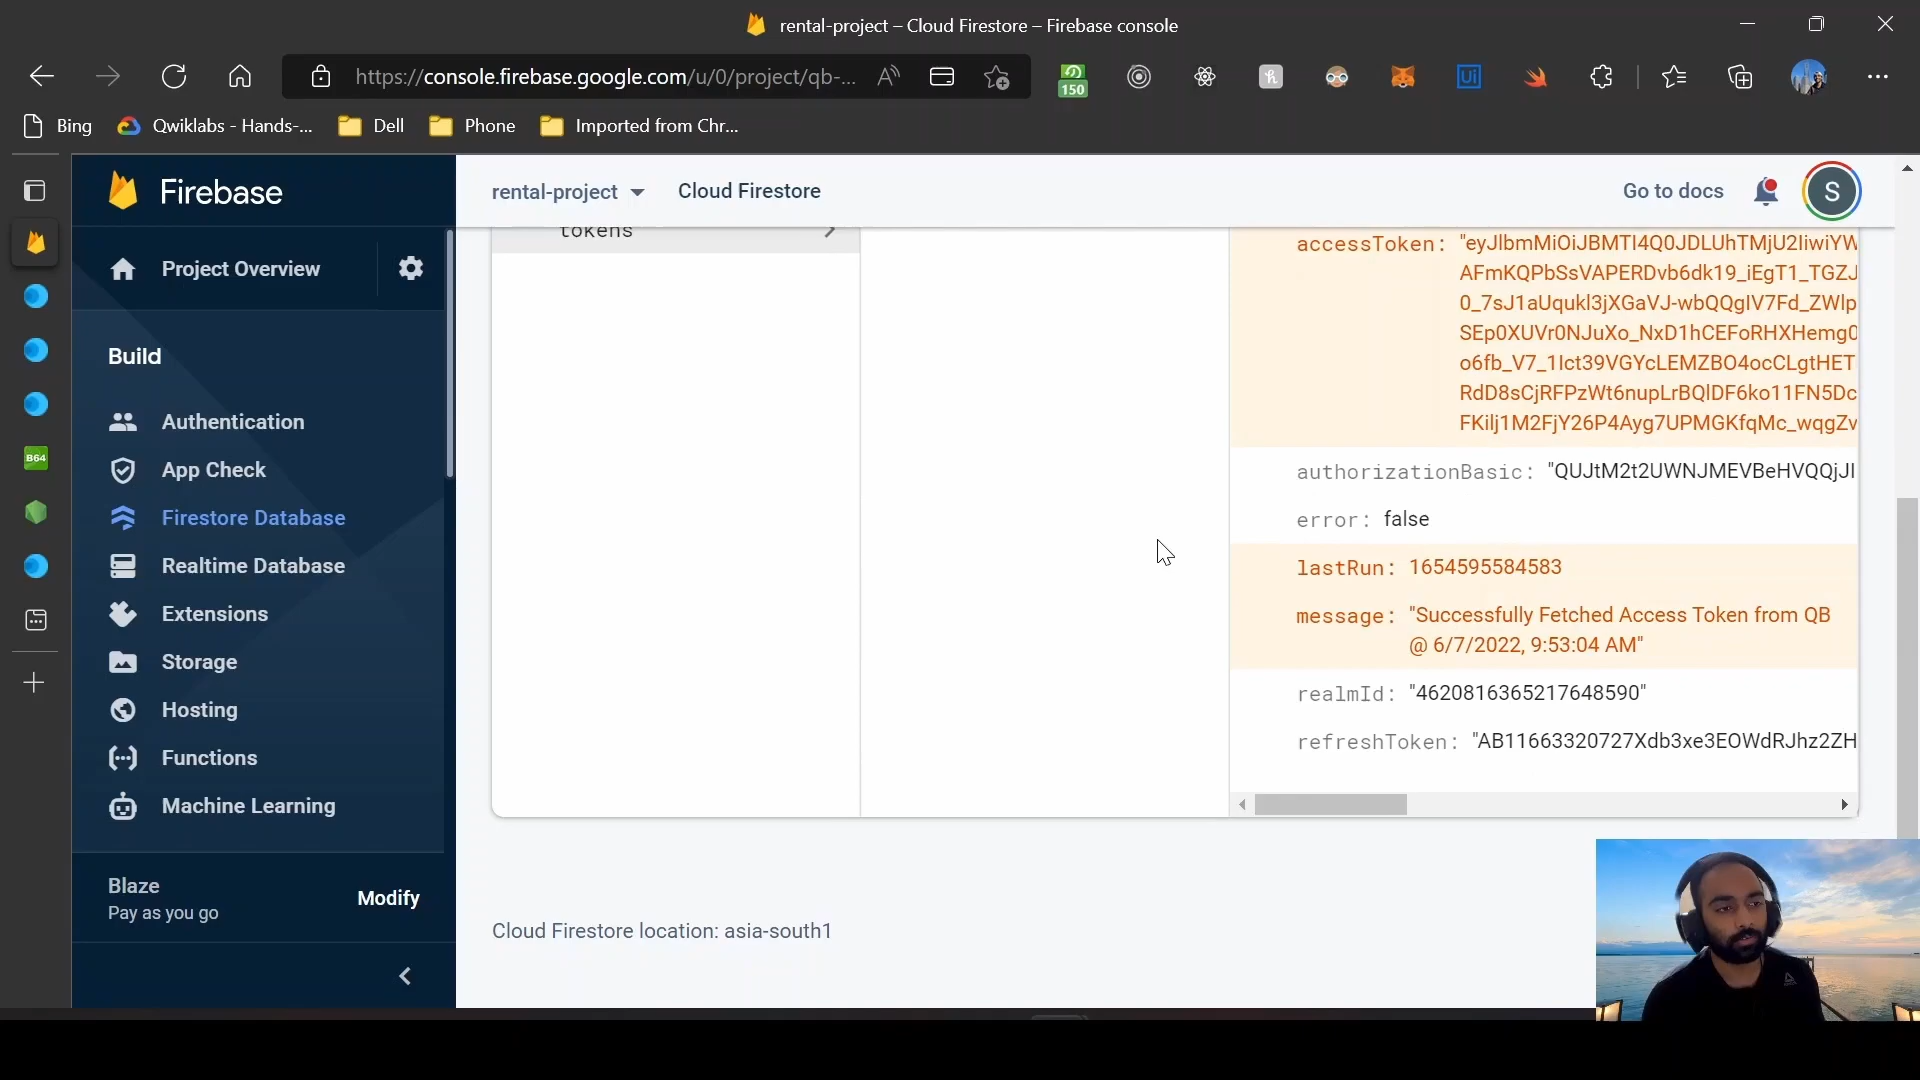 rental-project – Cloud Firestore – Firebase console
https://console.firebase.google.com/u/0/project/qb-...
150
Bing
Qwiklabs - Hands-...
Dell
Phone
Imported from Chr...
Firebase
rental-project
Cloud Firestore
Go to docs
S
Project Overview
Build
Authentication
App Check
Firestore Database
Realtime Database
Extensions
Storage
Hosting
Functions
Machine Learning
Blaze
Pay as you go
Modify
B64
tokens
accessToken: "eyJlbmMiOiJBMTI4Q0JDLUhTMjU2IiwiYW
AFmKQPbSsVAPERDvb6dk19_iEgT1_TGZJ
0_7sJ1aUqukl3jXGaVJ-wbQQgIV7Fd_ZWlp
SEp0XUVr0NJuXo_NxD1hCEFoRHXHemg0
o6fb_V7_1Ict39VGYcLEMZBO4ocCLgtHET
RdD8sCjRFPzWt6nupLrBQlDF6ko11FN5Dc
FKilj1M2FjY26P4Ayg7UPMGKfqMc_wqgZv
authorizationBasic: "QUJtM2t2UWNJMEVBeHVQQjJI
error: false
lastRun: 1654595584583
message: "Successfully Fetched Access Token from QB
@ 6/7/2022, 9:53:04 AM"
realmId: "4620816365217648590"
refreshToken: "AB11663320727Xdb3xe3EOWdRJhz2ZH
Cloud Firestore location: asia-south1